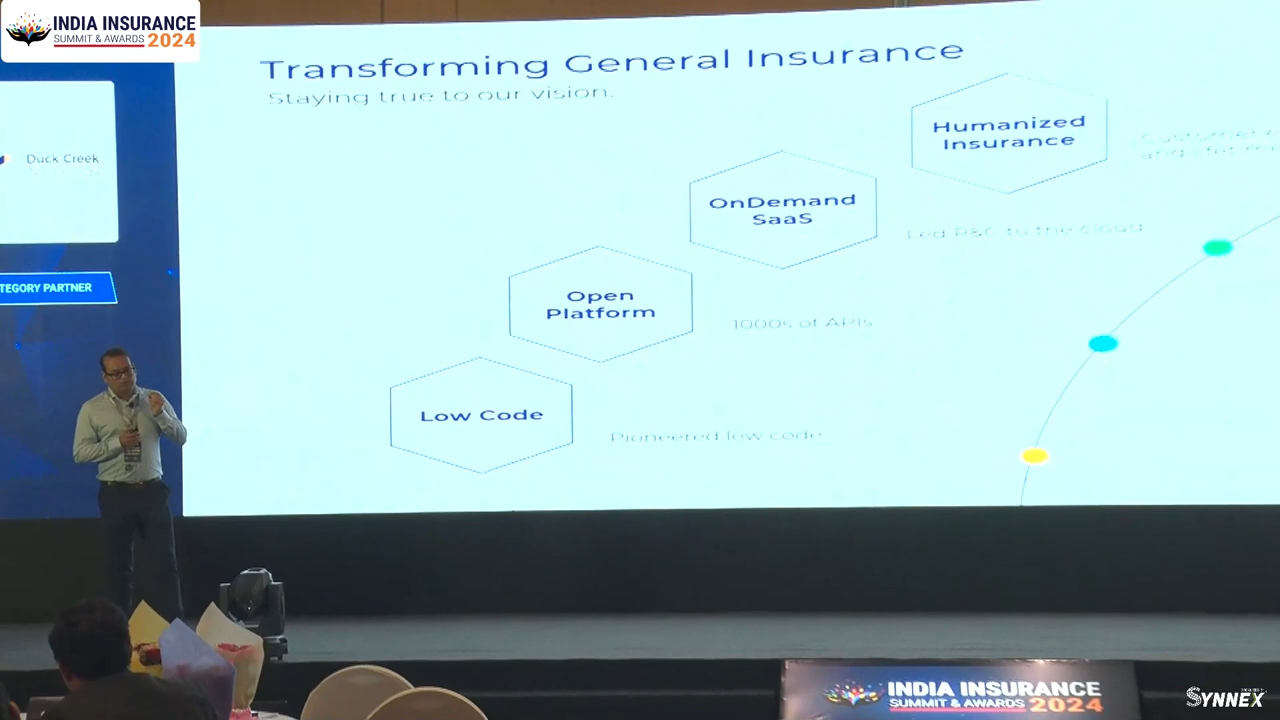 INDIA INSURANCE
SUMMIT & AWARDS 2024
Transforming General Insurance
Staying true to our vision.
Duck Creek
TEGORY PARTNER
Humanized
Insurance
OnDemand
SaaS
Led P&C to the cloud
Open
Platform
1000s of APIs
Low Code
Pioneered low code
INDIA INSURANCE
SUMMIT & AWARDS 2024
SYNNEX